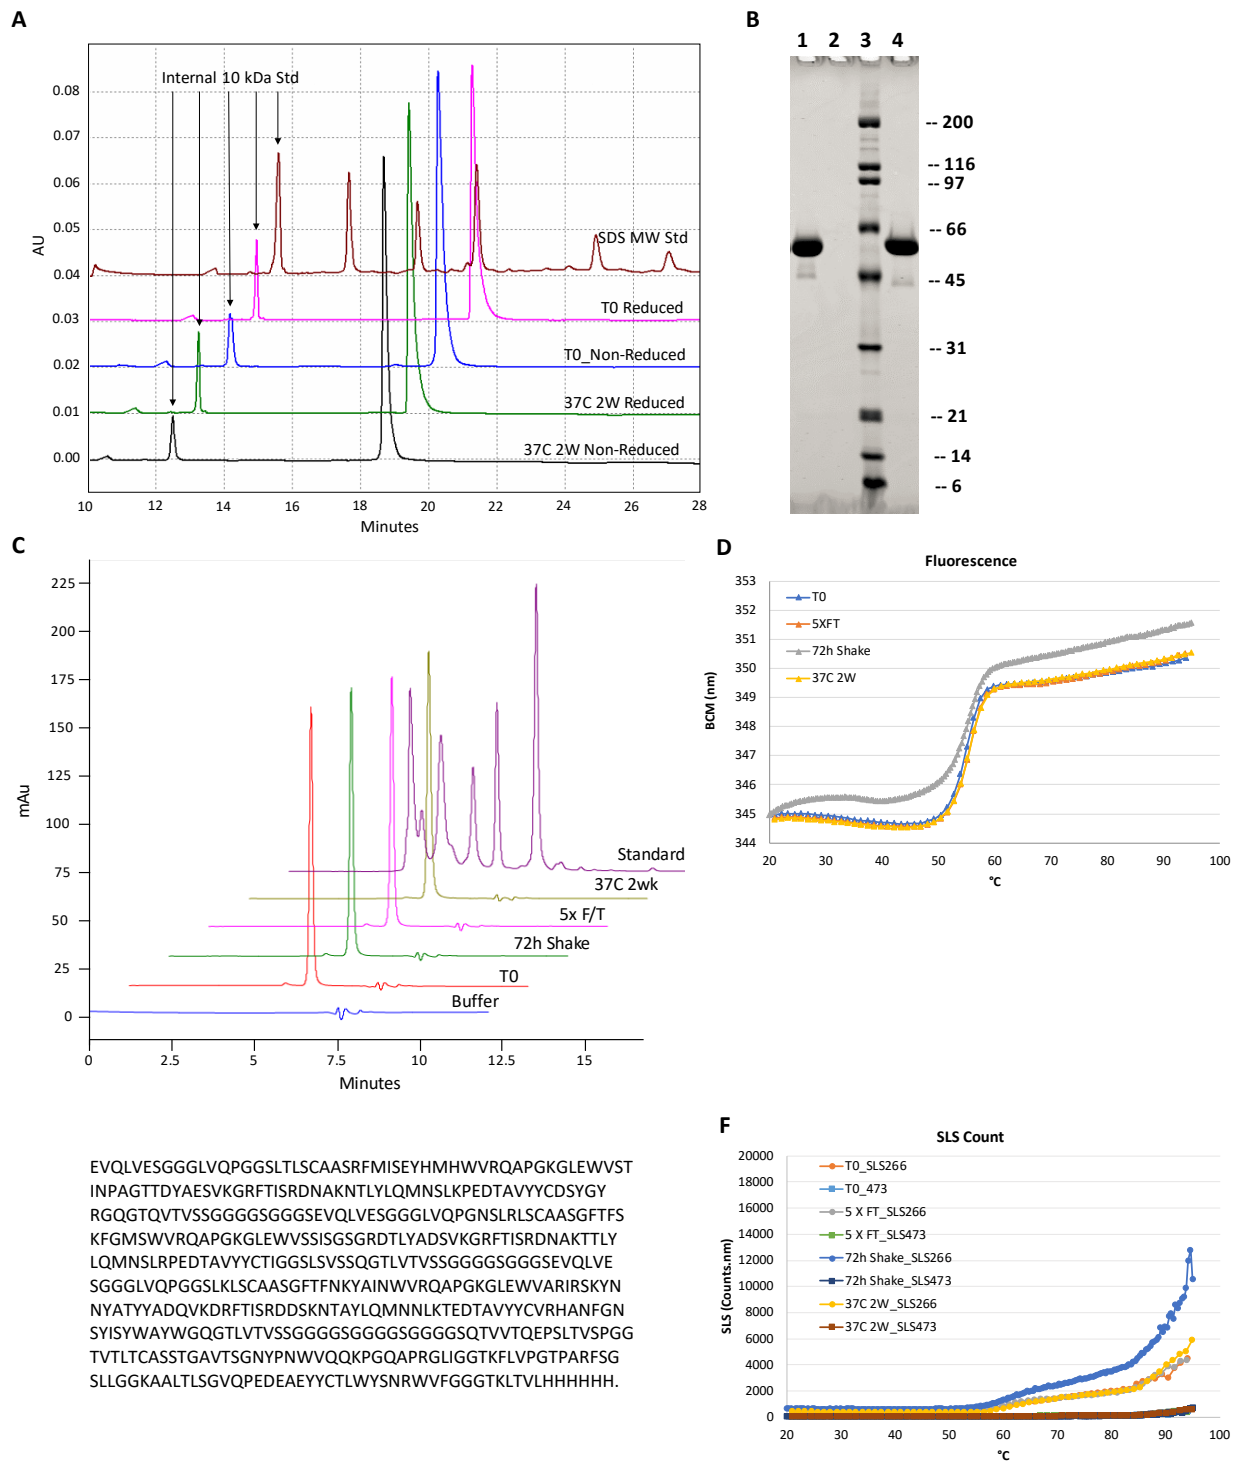 A
Internal 10 kDa Std
0.08
0.07
0.06
0.05
0.04
0.03
0.02
0.01
0.00
AU
SDS MW Std
T0 Reduced
T0_Non-Reduced
37C 2W Reduced
37C 2W Non-Reduced
10 12 14 16 18 20 22 24 26 28
Minutes
B
1 2 3 4
-- 200
-- 116
-- 97
-- 66
-- 45
-- 31
-- 21
-- 14
-- 6
C
225
200
175
150
125
100
75
50
25
0
mAu
Standard
37C 2wk
5x F/T
72h Shake
T0
Buffer
0 2.5 5 7.5 10 12.5 15
Minutes
D
Fluorescence
353
352
351
350
349
348
347
346
345
344
BCM (nm)
T0
5XFT
72h Shake
37C 2W
20 30 40 50 60 70 80 90 100
°C
EVQLVESGGGLVQPGGSLTLSCAASRFMISEYHMHWVRQAPGKGLEWVST
INPAGTTDYAESVKGRFTISRDNAKNTLYLQMNSLKPEDTAVYYCDSYGY
RGQGTQVTVSSGGGGSGGGSEVQLVESGGGLVQPGNSLRLSCAASGFTFS
KFGMSWVRQAPGKGLEWVSSISGSGRDTLYADSVKGRFTISRDNAKTTLY
LQMNSLRPEDTAVYYCTIGGSLSVSSQGTLVTVSSGGGGSGGGSEVQLVE
SGGGLVQPGGSLKLSCAASGFTFNKYAINWVRQAPGKGLEWVARIRSKYN
NYATYYADQVKDRFTISRDDSKNTAYLQMNNLKTEDTAVYYCVRHANFGN
SYISYWAYWGQGTLVTVSSGGGGSGGGGSGGGGSQTVVTQEPSLTVSPGG
TVTLTCASSTGAVTSGNYPNWVQQKPGQAPRGLIGGTKFLVPGTPARFSG
SLLGGKAALTLSGVQPEDEAEYYCTLWYSNRWVFGGGTKLTVLHHHHHH.
F
SLS Count
20000
18000
16000
14000
12000
10000
8000
6000
4000
2000
0
SLS (Counts.nm)
T0_SLS266
T0_473
5 X FT_SLS266
5 X FT_SLS473
72h Shake_SLS266
72h Shake_SLS473
37C 2W_SLS266
37C 2W_SLS473
20 30 40 50 60 70 80 90 100
°C